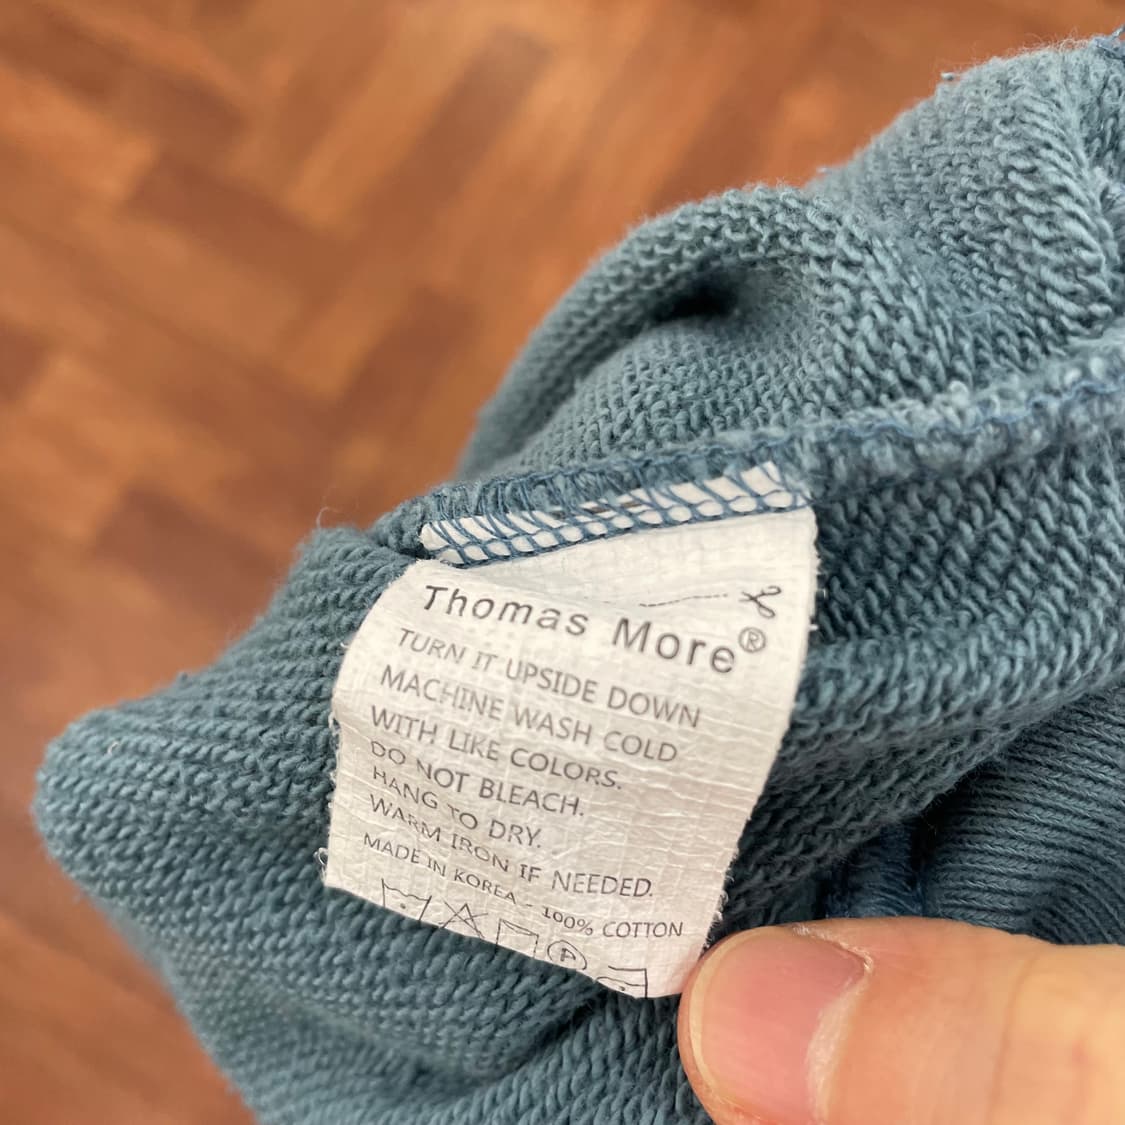 Thomas More®
TURN IT UPSIDE DOWN
MACHINE WASH COLD
WITH LIKE COLORS.
DO NOT BLEACH.
HANG TO DRY.
WARM IRON IF NEEDED.
MADE IN KOREA - 100% COTTON
A